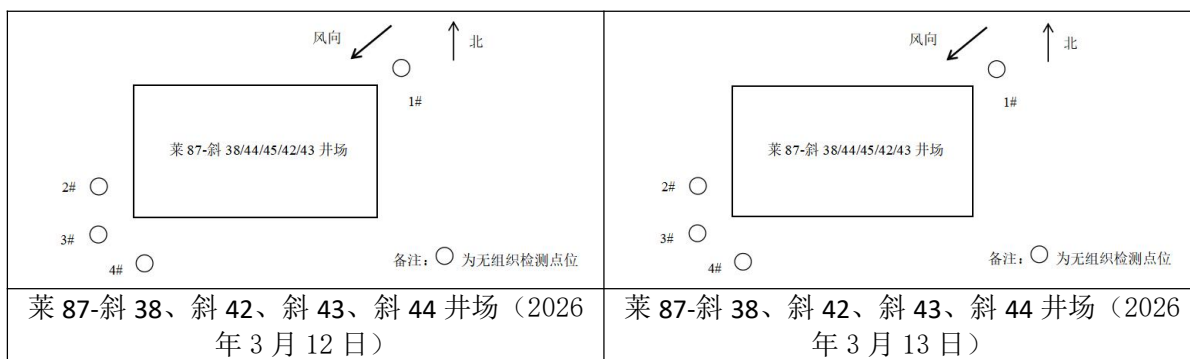 风向
北
1#
莱 87-斜 38/44/45/42/43 井场
2#
3#
4#
备注：○ 为无组织检测点位
风向
北
1#
莱 87-斜 38/44/45/42/43 井场
2#
3#
4#
备注：○ 为无组织检测点位
莱 87-斜 38、斜 42、斜 43、斜 44 井场（2026
年 3 月 12 日）
莱 87-斜 38、斜 42、斜 43、斜 44 井场（2026
年 3 月 13 日）